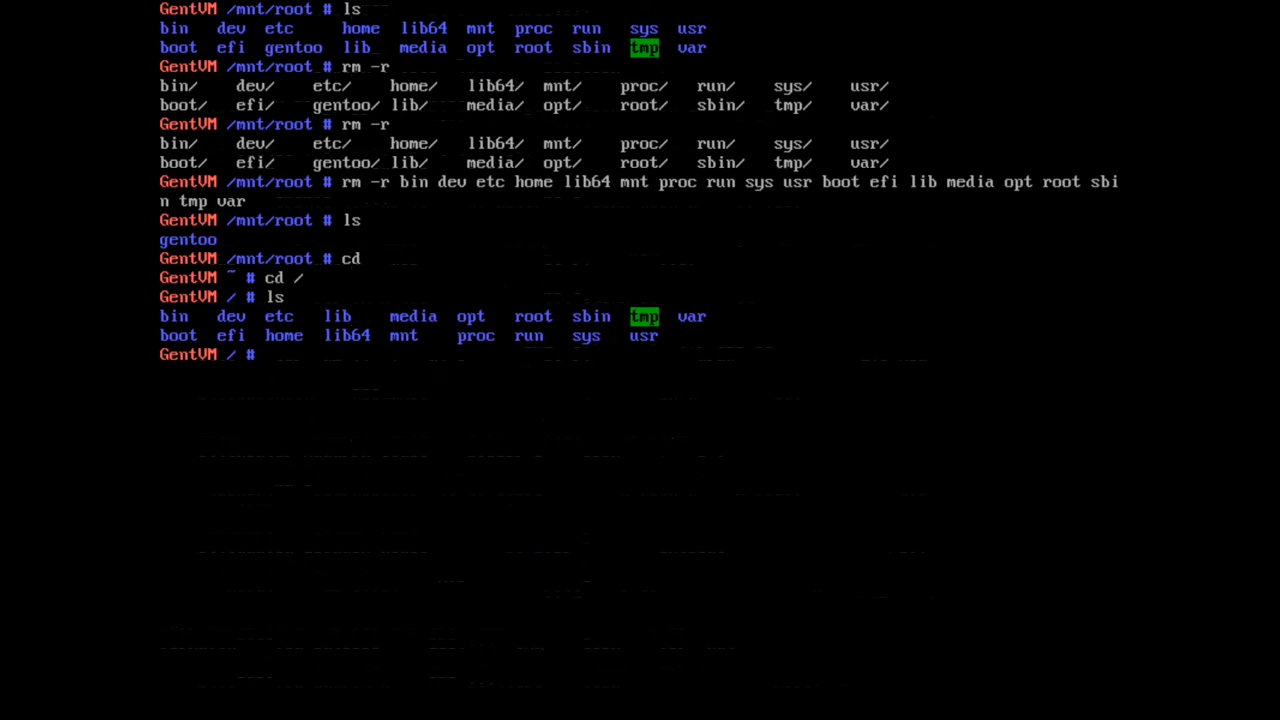 GentVM /mnt/root # ls
bin   dev  etc     home  lib64  mnt  proc  run   sys  usr
boot  efi  gentoo  lib   media  opt  root  sbin  tmp  var
GentVM /mnt/root # rm -r
bin/    dev/    etc/    home/   lib64/  mnt/    proc/   run/    sys/    usr/
boot/   efi/    gentoo/ lib/    media/  opt/    root/   sbin/   tmp/    var/
GentVM /mnt/root # rm -r
bin/    dev/    etc/    home/   lib64/  mnt/    proc/   run/    sys/    usr/
boot/   efi/    gentoo/ lib/    media/  opt/    root/   sbin/   tmp/    var/
GentVM /mnt/root # rm -r bin dev etc home lib64 mnt proc run sys usr boot efi lib media opt root sbi
n tmp var
GentVM /mnt/root # ls
gentoo
GentVM /mnt/root # cd
GentVM ~ # cd /
GentVM / # ls
bin   dev  etc   lib    media  opt   root  sbin  tmp  var
boot  efi  home  lib64  mnt    proc  run   sys   usr
GentVM / #